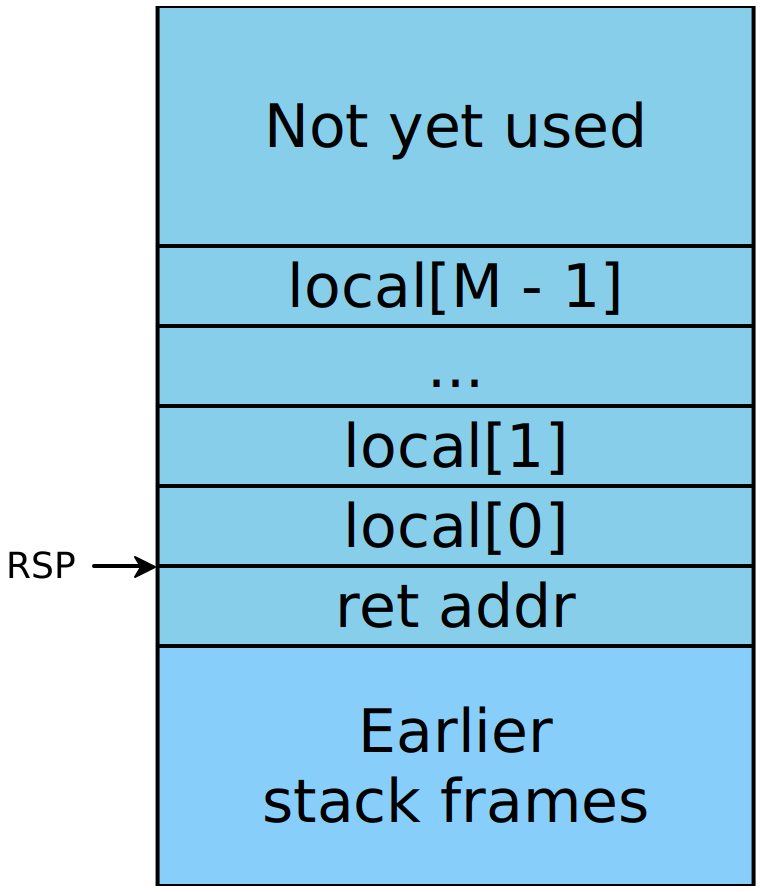 Not yet used
local[M - 1]
...
local[1]
local[0]
RSP
ret addr
Earlier
stack frames